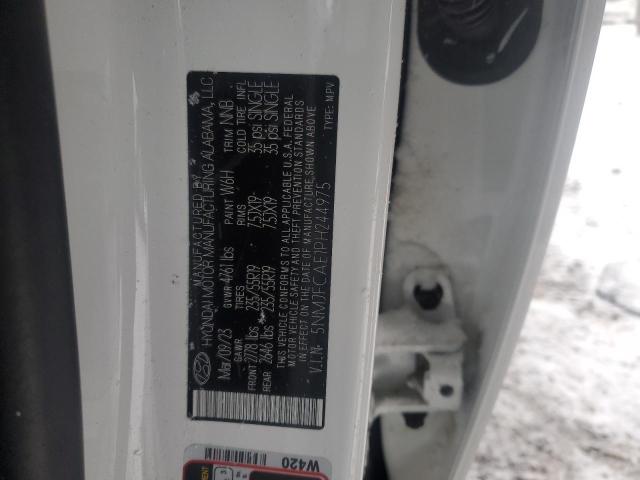 MANUFACTURED BY
HYUNDAI MOTOR MANUFACTURING ALABAMA, LLC
Mar/09/23 GVWR 4761 lbs PAINT W6H TRIM NNB
GAWR TIRES RIMS COLD TIRE INFL
FRONT 2778 lbs 235/55R19 7.5JX19 35 psi SINGLE
REAR 2646 lbs 235/55R19 7.5JX19 35 psi SINGLE
THIS VEHICLE CONFORMS TO ALL APPLICABLE U.S.A. FEDERAL
MOTOR VEHICLE SAFETY AND THEFT PREVENTION STANDARDS
IN EFFECT ON THE DATE OF MANUFACTURE, SHOWN ABOVE
V.I.N: 5NMJFCAE1PH244975 TYPE: M.P.V
W420